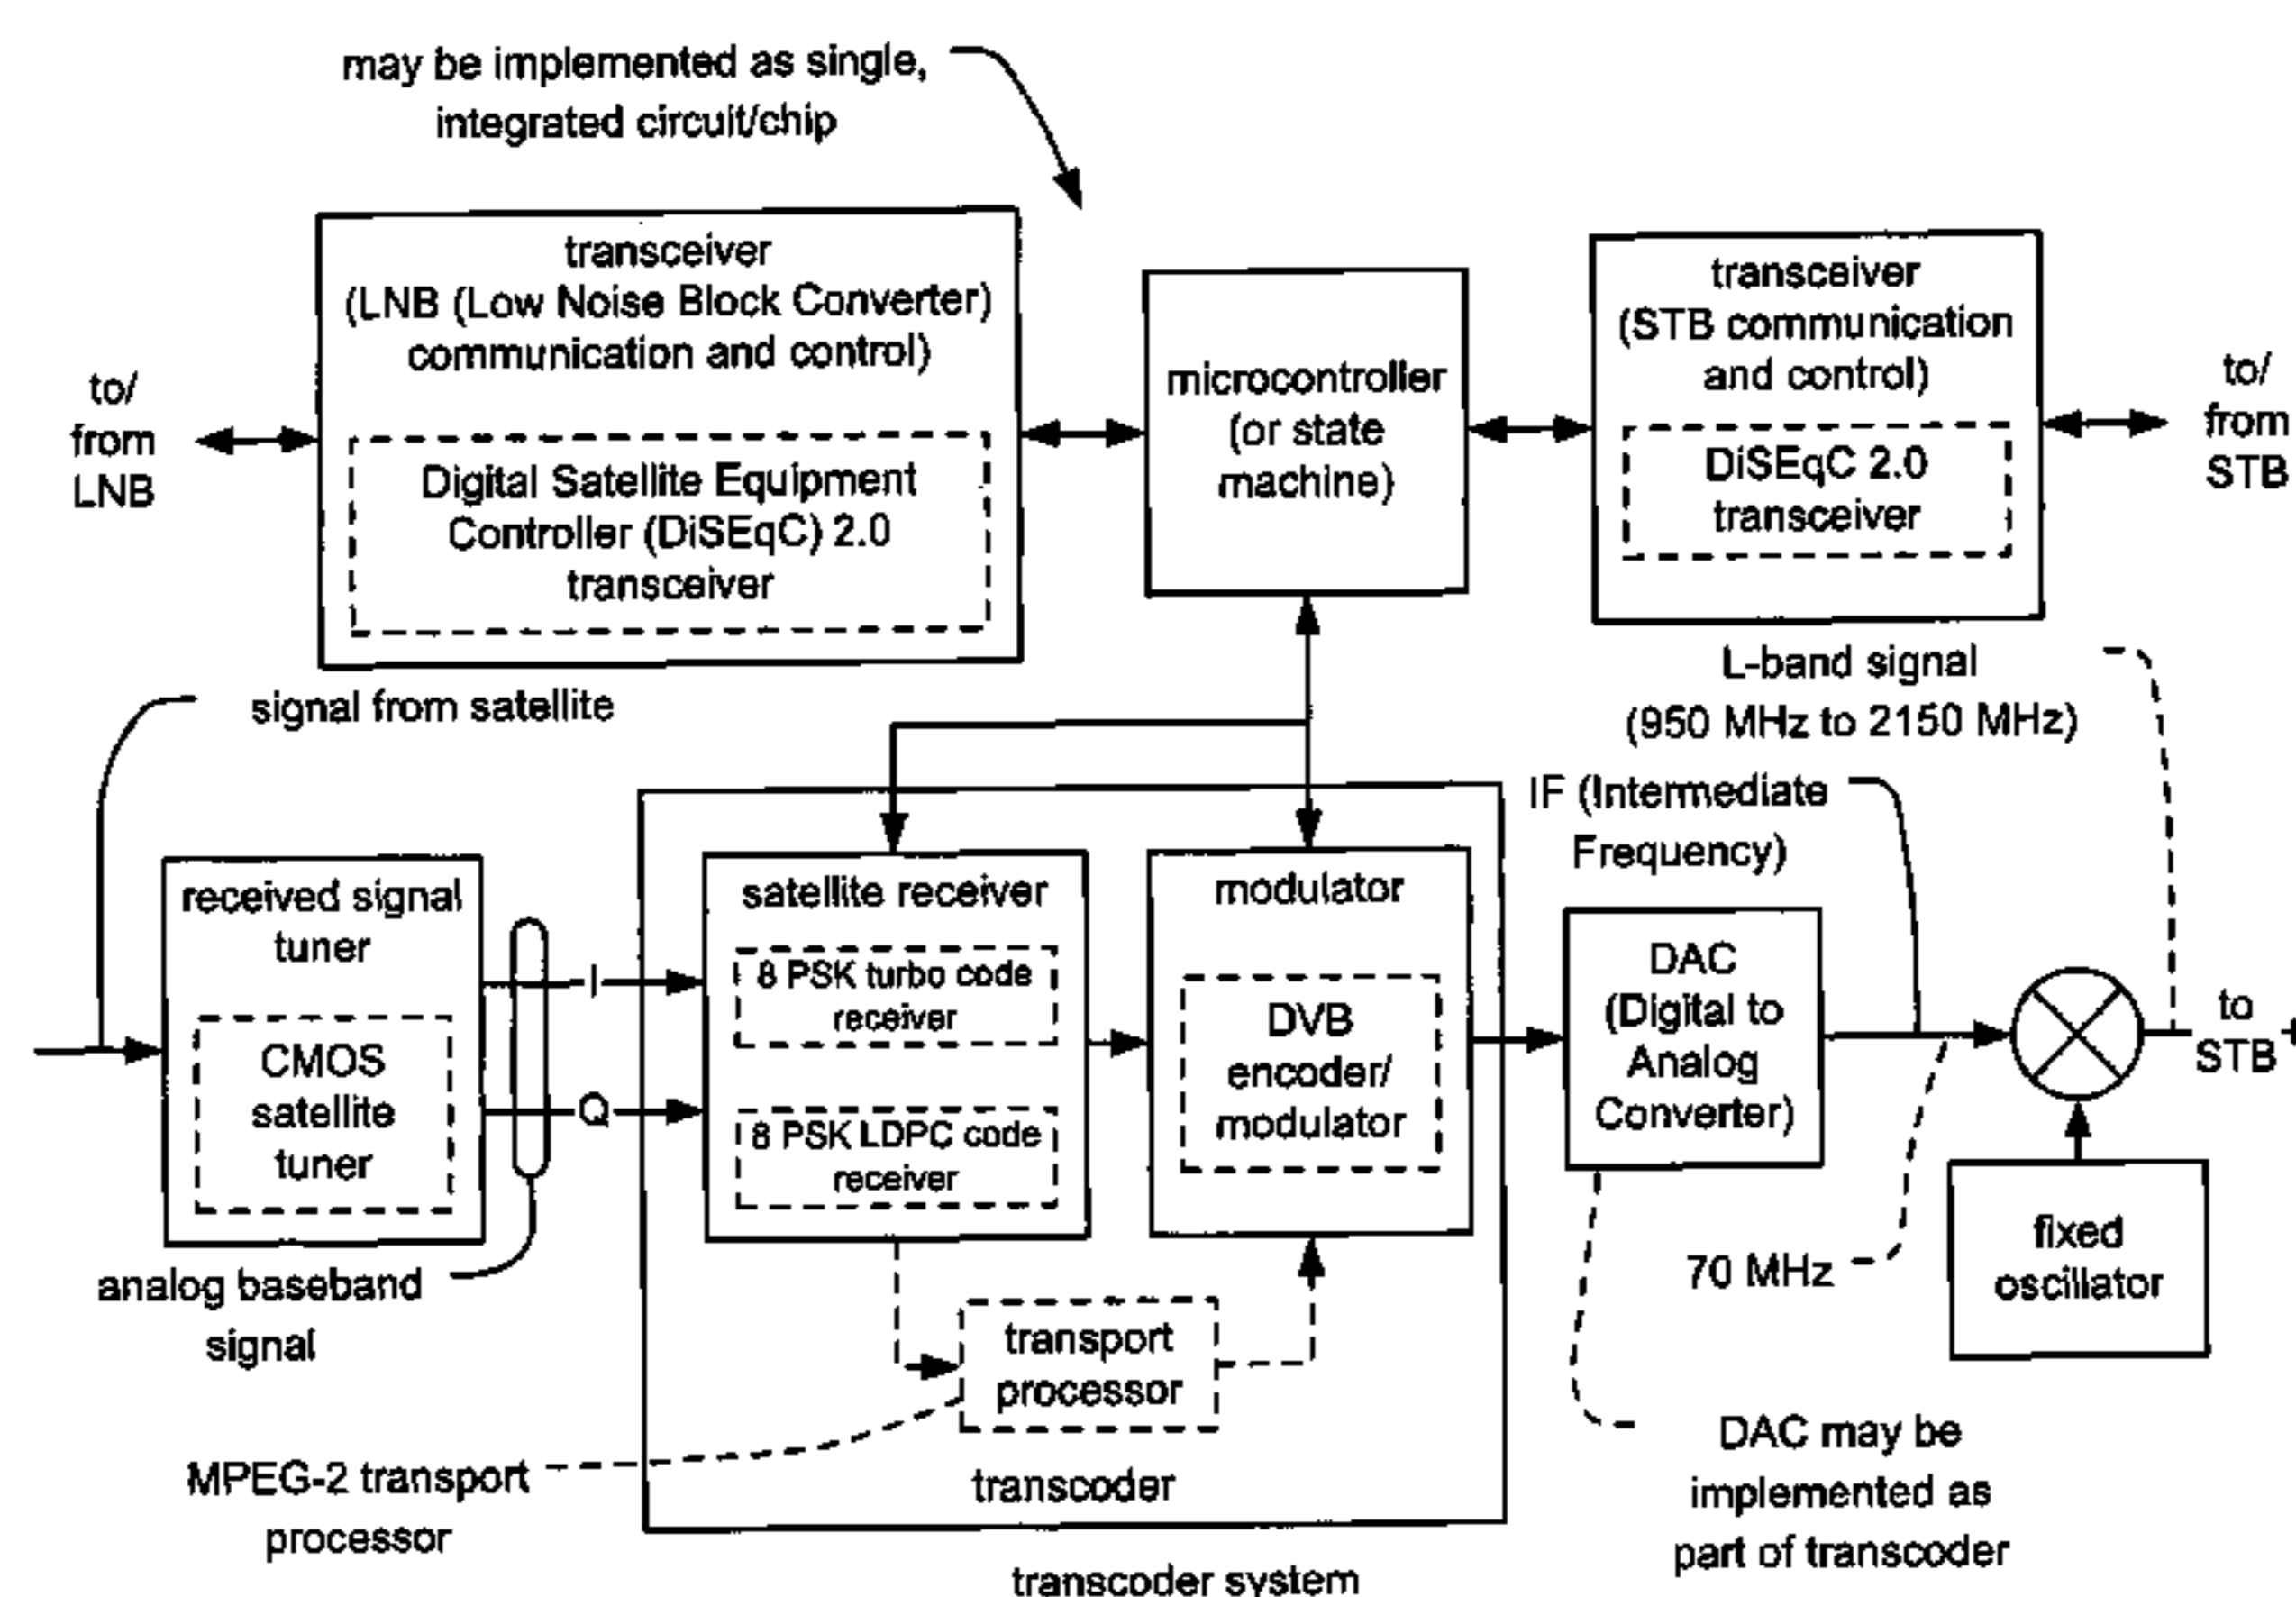 may be implemented as single,
integrated circuit/chip
transceiver
(LNB (Low Noise Block Converter)
communication and control)
Digital Satellite Equipment
Controller (DiSEqC) 2.0
transceiver
to/
from
LNB
microcontroller
(or state
machine)
transceiver
(STB communication
and control)
DiSEqC 2.0
transceiver
to/
from
STB
signal from satellite
L-band signal
(950 MHz to 2150 MHz)
IF (Intermediate
Frequency)
received signal
tuner
CMOS
satellite
tuner
I
Q
analog baseband
signal
satellite receiver
8 PSK turbo code
receiver
8 PSK LDPC code
receiver
modulator
DVB
encoder/
modulator
DAC
(Digital to
Analog
Converter)
to
STB
70 MHz
fixed
oscillator
transport
processor
MPEG-2 transport
processor
transcoder
DAC may be
implemented as
part of transcoder
transcoder system